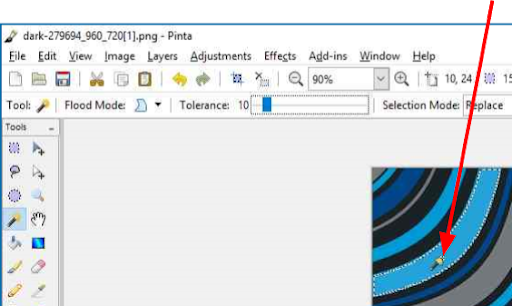 dark-279694_960_720[1].png - Pinta
File Edit View Image Layers Adjustments Effects Add-ins Window Help
90% 10, 24 15
Tool: Flood Mode: Tolerance: 10 Selection Mode: Replace
Tools